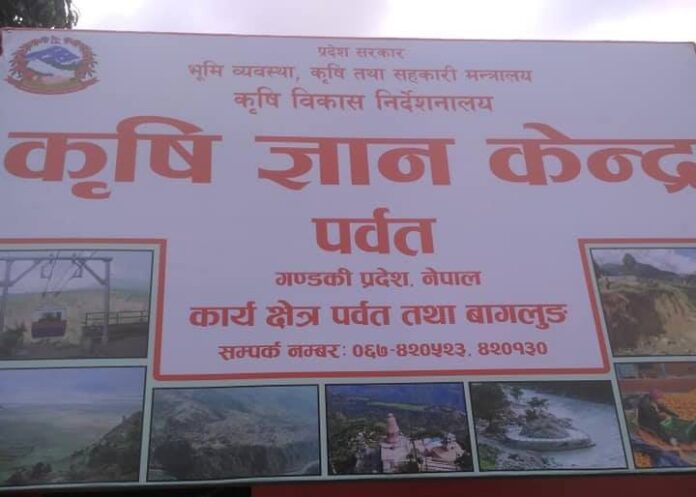 प्रदेश सरकार
भूमि व्यवस्था, कृषि तथा सहकारी मन्त्रालय
कृषि विकास निर्देशनालय
कृषि ज्ञान केन्द्र
पर्वत
गण्डकी प्रदेश, नेपाल
कार्य क्षेत्र पर्वत तथा बागलुङ
सम्पर्क नम्बर: ०६७-४२०५२३, ४२०१३०